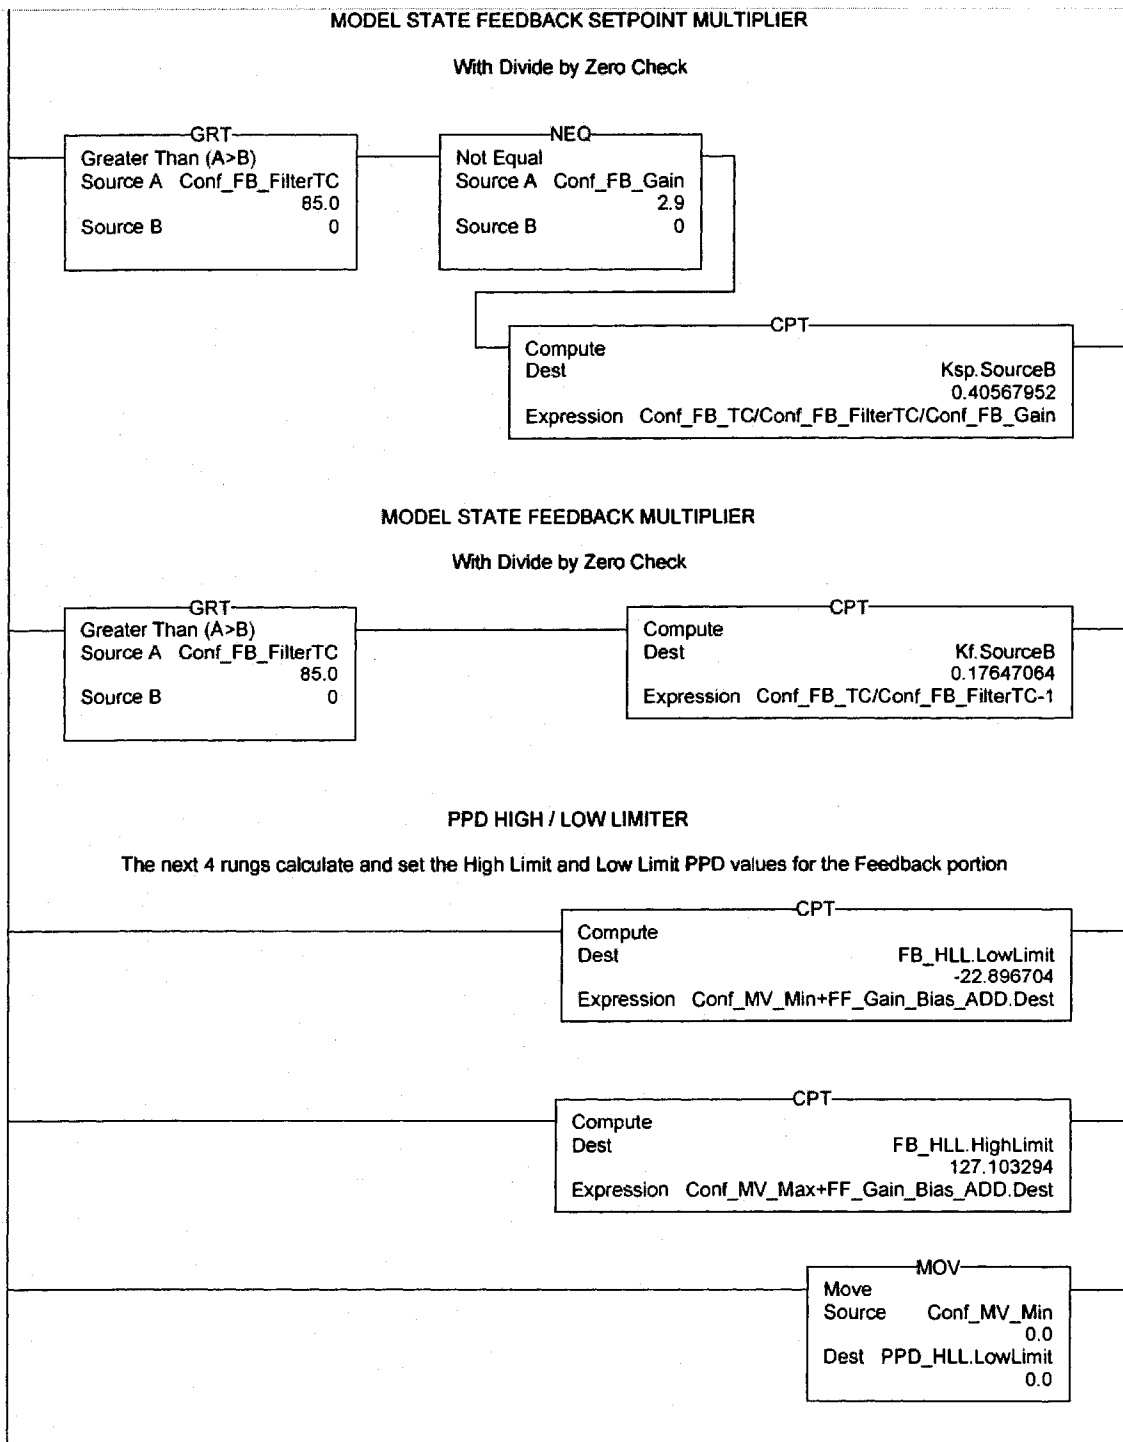 MODEL STATE FEEDBACK SETPOINT MULTIPLIER
With Divide by Zero Check
GRT
Greater Than (A>B)
Source A Conf_FB_FilterTC
85.0
Source B 0
NEQ
Not Equal
Source A Conf_FB_Gain
2.9
Source B 0
CPT
Compute
Dest Ksp.SourceB
0.40567952
Expression Conf_FB_TC/Conf_FB_FilterTC/Conf_FB_Gain
MODEL STATE FEEDBACK MULTIPLIER
With Divide by Zero Check
GRT
Greater Than (A>B)
Source A Conf_FB_FilterTC
85.0
Source B 0
CPT
Compute
Dest Kf.SourceB
0.17647064
Expression Conf_FB_TC/Conf_FB_FilterTC-1
PPD HIGH / LOW LIMITER
The next 4 rungs calculate and set the High Limit and Low Limit PPD values for the Feedback portion
CPT
Compute
Dest FB_HLL.LowLimit
-22.896704
Expression Conf_MV_Min+FF_Gain_Bias_ADD.Dest
CPT
Compute
Dest FB_HLL.HighLimit
127.103294
Expression Conf_MV_Max+FF_Gain_Bias_ADD.Dest
MOV
Move
Source Conf_MV_Min
0.0
Dest PPD_HLL.LowLimit
0.0